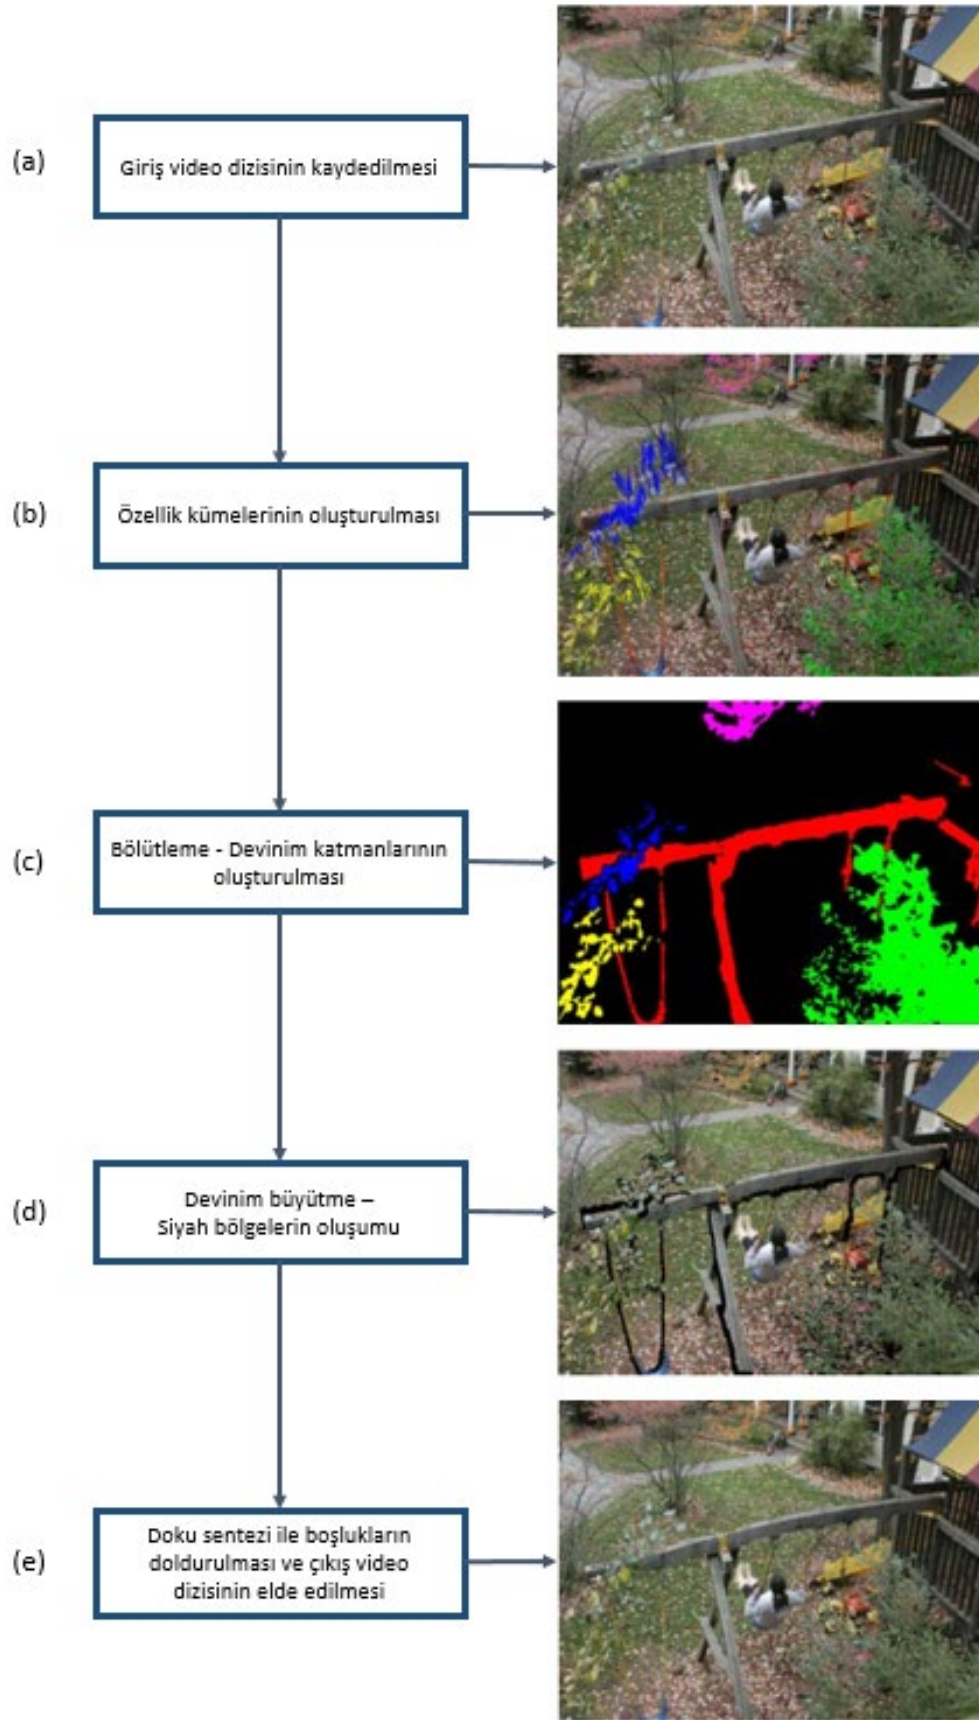 (a)
Giriş video dizisinin kaydedilmesi
(b)
Özellik kümelerinin oluşturulması
(c)
Bölütleme - Devinim katmanlarının
oluşturulması
(d)
Devinim büyütme –
Siyah bölgelerin oluşumu
(e)
Doku sentezi ile boşlukların
doldurulması ve çıkış video
dizisinin elde edilmesi